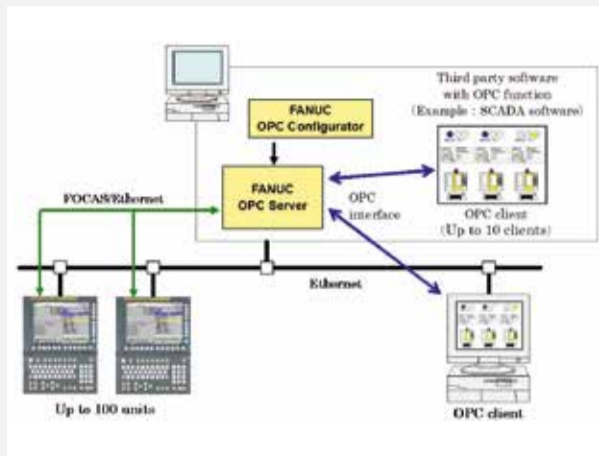 Third party software
with OPC function
(Example : SCADA software)
FANUC
OPC Configurator
FANUC
OPC Server
FOCAS/Ethernet
OPC
interface
OPC client
(Up to 10 clients)
Ethernet
Up to 100 units
OPC client